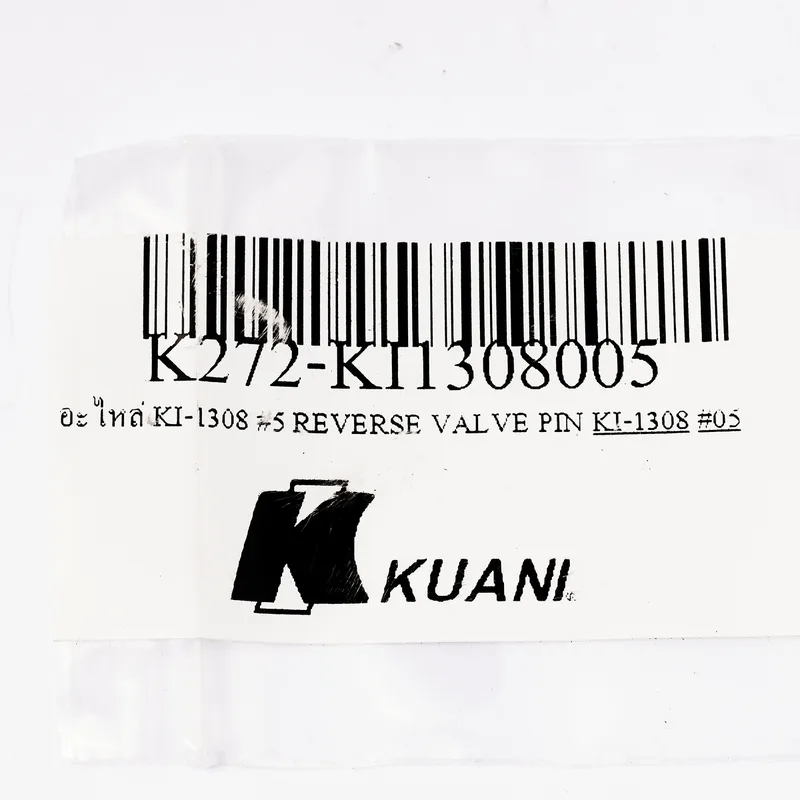 K272-KI1308005
อะไหล่ KI-1308 #5 REVERSE VALVE PIN KI-1308 #05
KUANI